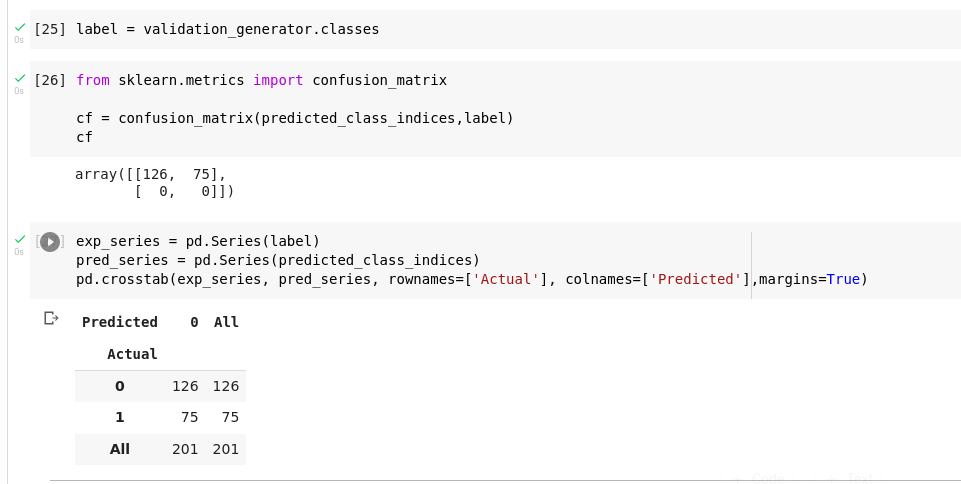 [25] label = validation_generator.classes
0s
[26] from sklearn.metrics import confusion_matrix
0s
cf = confusion_matrix(predicted_class_indices,label)
cf
array([[126, 75],
[ 0, 0]])
[ ] exp_series = pd.Series(label)
0s
pred_series = pd.Series(predicted_class_indices)
pd.crosstab(exp_series, pred_series, rownames=['Actual'], colnames=['Predicted'],margins=True)
Predicted 0 All
Actual
0 126 126
1 75 75
All 201 201
+ Code + Text